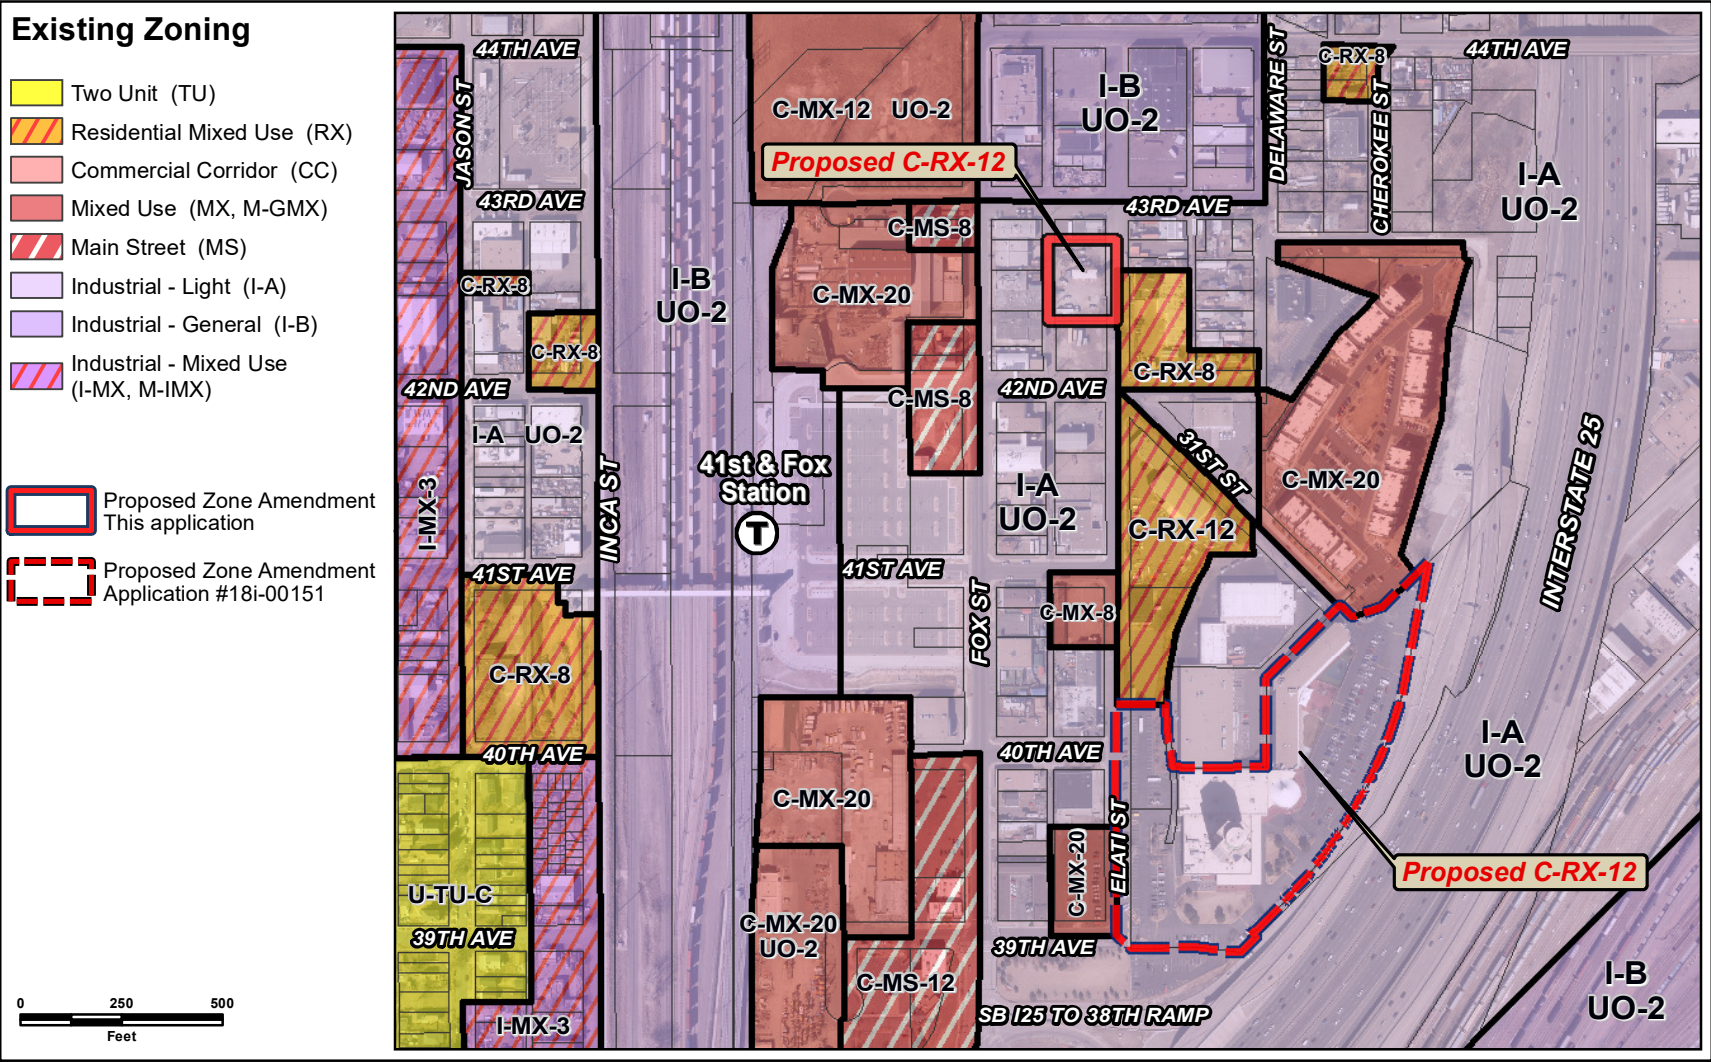 Existing Zoning
Two Unit (TU)
Residential Mixed Use (RX)
Commercial Corridor (CC)
Mixed Use (MX, M-GMX)
Main Street (MS)
Industrial - Light (I-A)
Industrial - General (I-B)
Industrial - Mixed Use
(I-MX, M-IMX)
Proposed Zone Amendment
This application
Proposed Zone Amendment
Application #18i-00151
0 250 500
Feet
44TH AVE
JASON ST
43RD AVE
C-RX-8
C-RX-8
42ND AVE
I-A UO-2
I-MX-3
INCA ST
41ST AVE
C-RX-8
40TH AVE
U-TU-C
39TH AVE
I-MX-3
I-B
UO-2
41st & Fox
Station
T
C-MX-12 UO-2
Proposed C-RX-12
C-MS-8
C-MX-20
C-MS-8
41ST AVE
FOX ST
C-MX-20
C-MX-20
UO-2
C-MS-12
I-B
UO-2
DELAWARE ST
C-RX-8
44TH AVE
CHEROKEE ST
I-A
UO-2
43RD AVE
42ND AVE
C-RX-8
31ST ST
C-MX-20
I-A
UO-2
C-RX-12
C-MX-8
INTERSTATE 25
40TH AVE
I-A
UO-2
C-MX-20
ELATI ST
Proposed C-RX-12
39TH AVE
SB I25 TO 38TH RAMP
I-B
UO-2